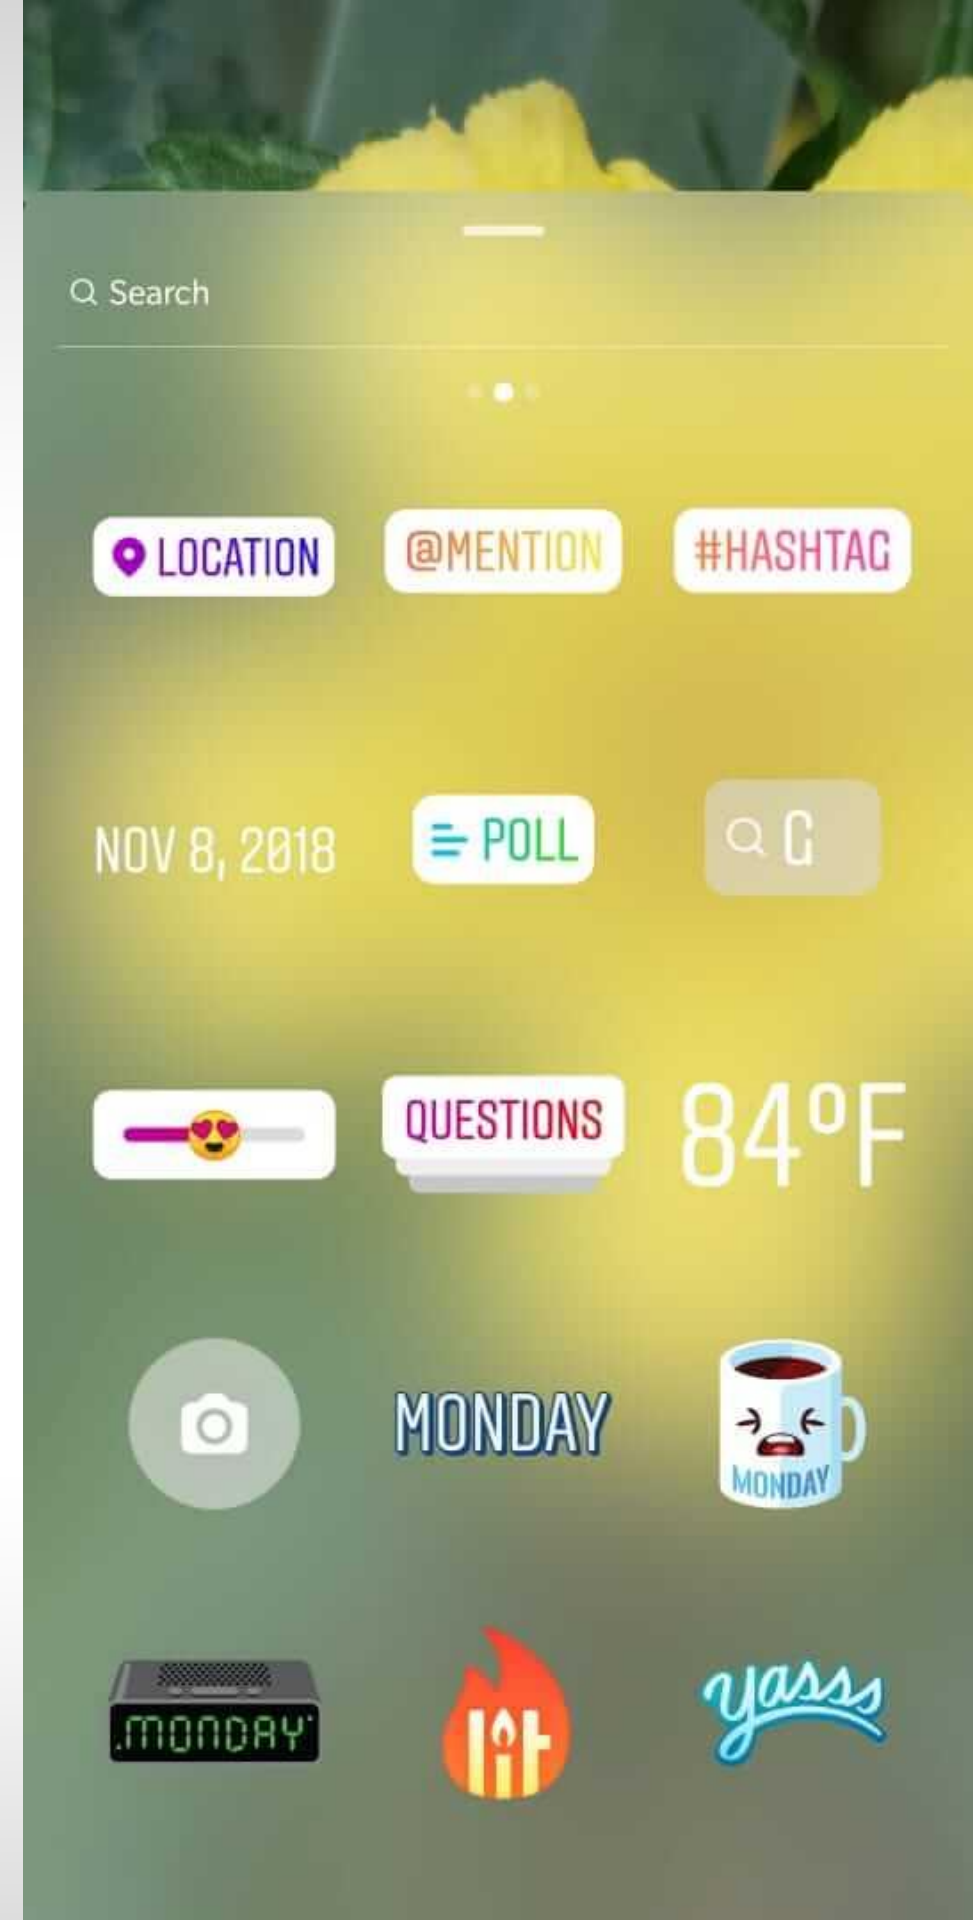 Search
LOCATION
@MENTION
#HASHTAG
NOV 8, 2018
POLL
G
QUESTIONS
84°F
MONDAY
MONDAY
MONDAY
lit
yasss